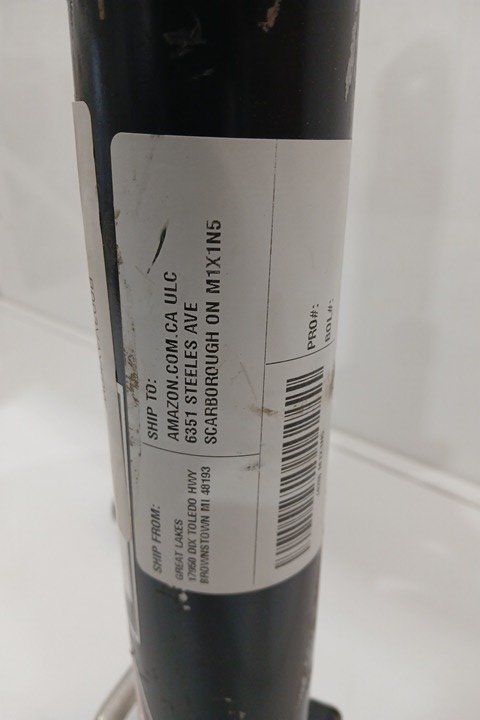 SHIP FROM:
GREAT LAKES
17950 DIX TOLEDO HWY
BROWNSTOWN MI 48193
SHIP TO:
AMAZON.COM.CA ULC
6351 STEELES AVE
SCARBOROUGH ON M1X1N5
PRO#:
BOL#: